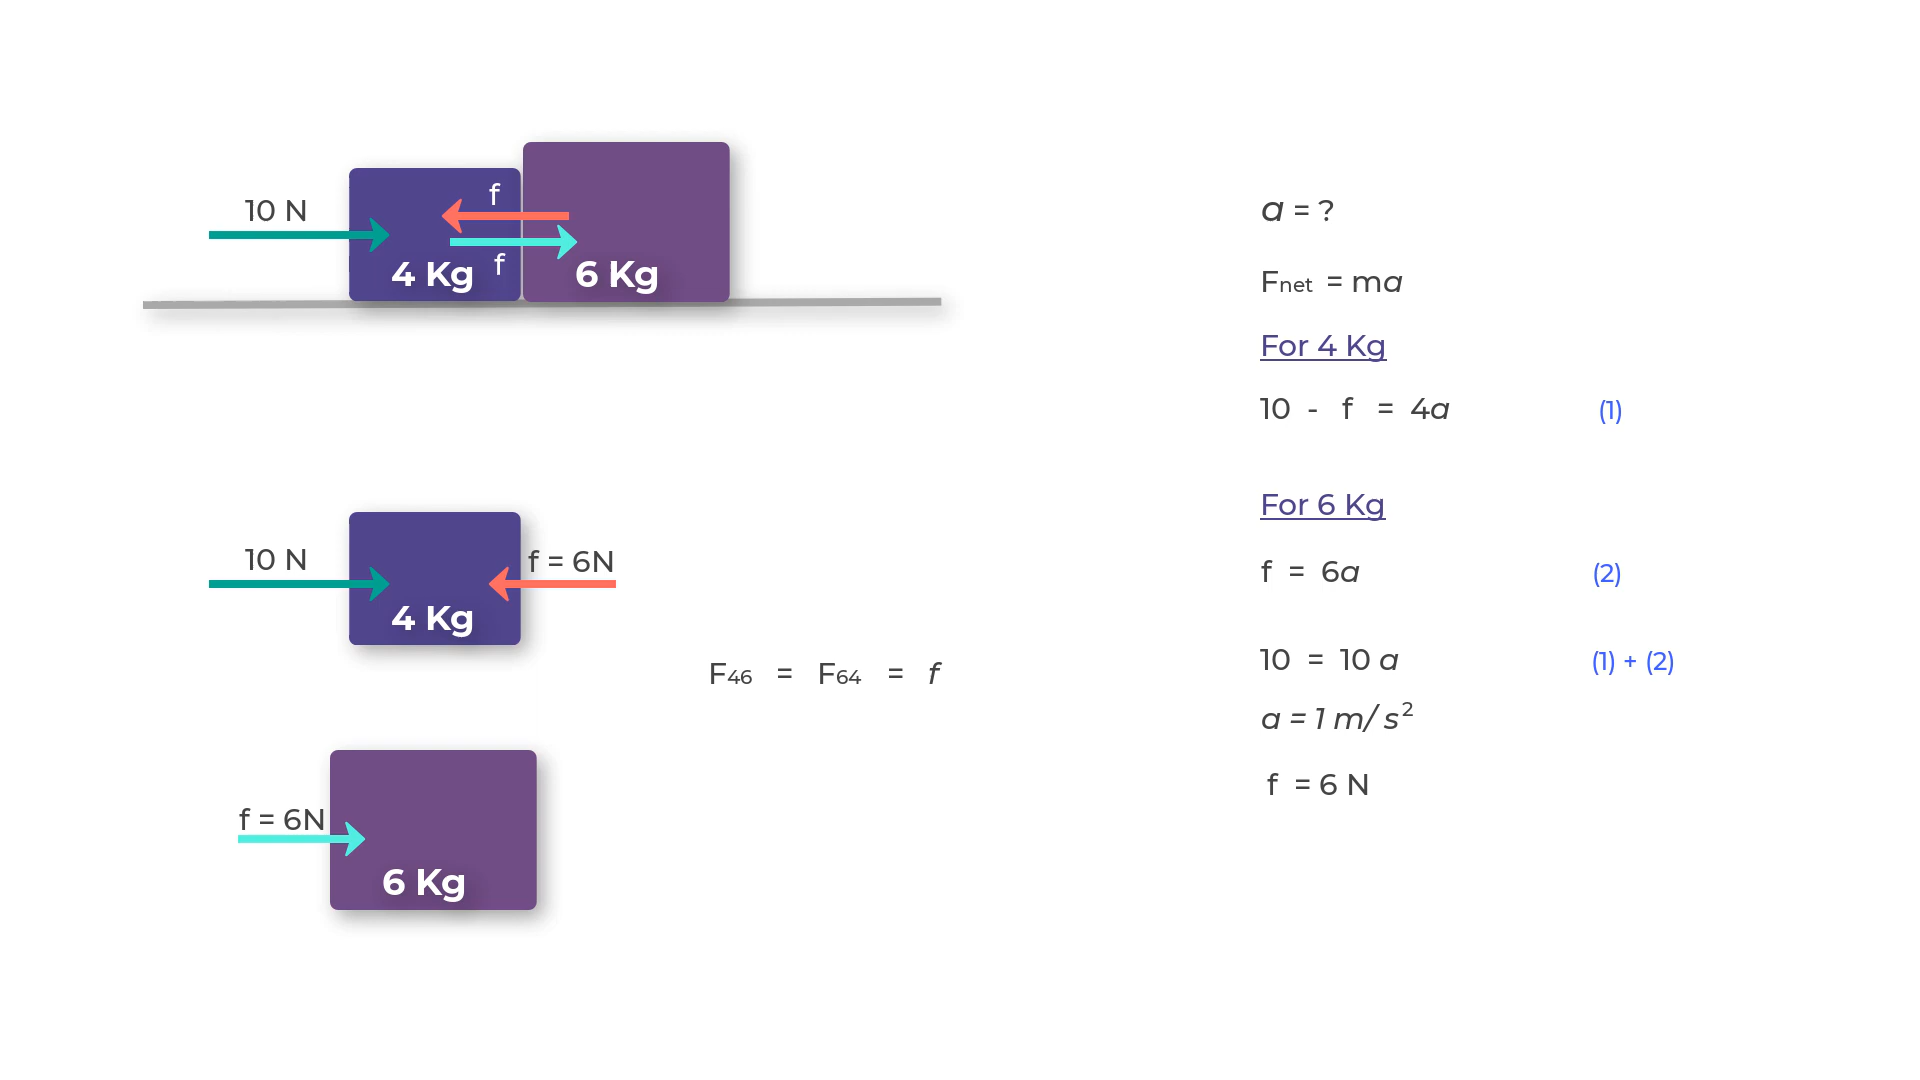 10 N
f
f
4 Kg
6 Kg
10 N
f = 6N
4 Kg
F46 = F64 = f
f = 6N
6 Kg
a = ?
Fnet = ma
For 4 Kg
10 - f = 4a (1)
For 6 Kg
f = 6a (2)
10 = 10 a (1) + (2)
a = 1 m/ s²
f = 6 N